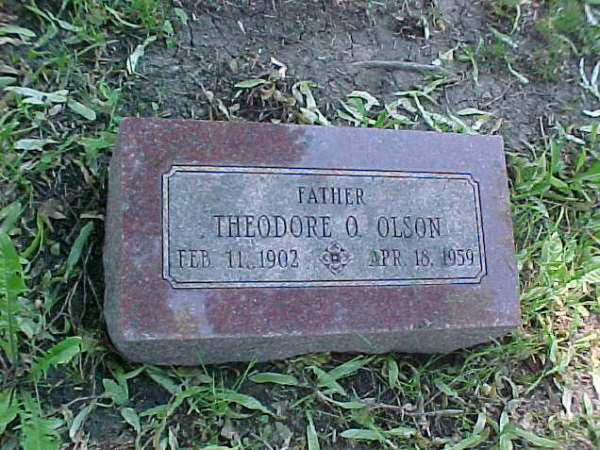 FATHER
THEODORE O. OLSON
FEB. 11, 1902 APR. 18, 1959